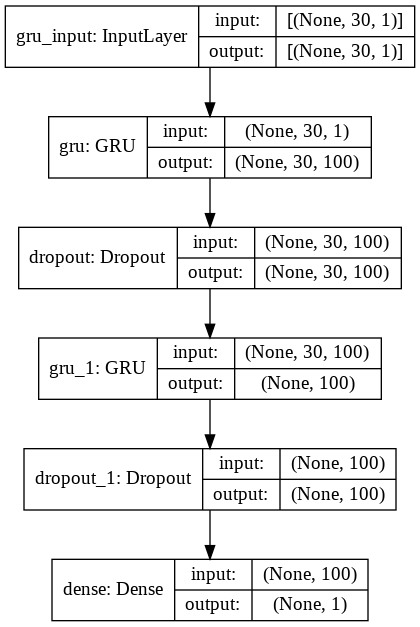 gru_input: InputLayer
input: [(None, 30, 1)]
output: [(None, 30, 1)]
gru: GRU
input: (None, 30, 1)
output: (None, 30, 100)
dropout: Dropout
input: (None, 30, 100)
output: (None, 30, 100)
gru_1: GRU
input: (None, 30, 100)
output: (None, 100)
dropout_1: Dropout
input: (None, 100)
output: (None, 100)
dense: Dense
input: (None, 100)
output: (None, 1)